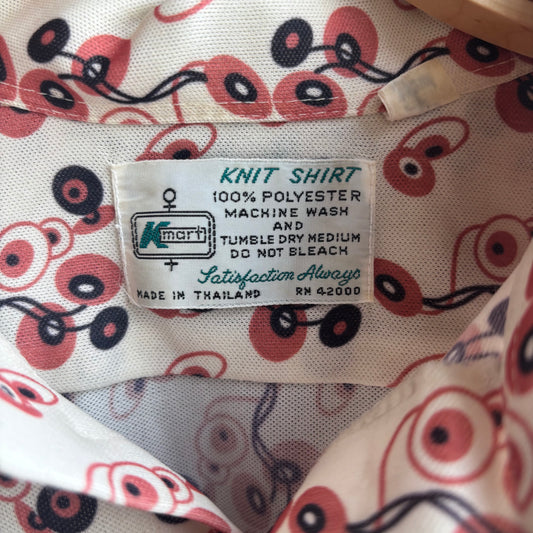 KNIT SHIRT
100% POLYESTER
MACHINE WASH
AND
TUMBLE DRY MEDIUM
DO NOT BLEACH
Kmart
Satisfaction Always
MADE IN THAILAND RN 42000